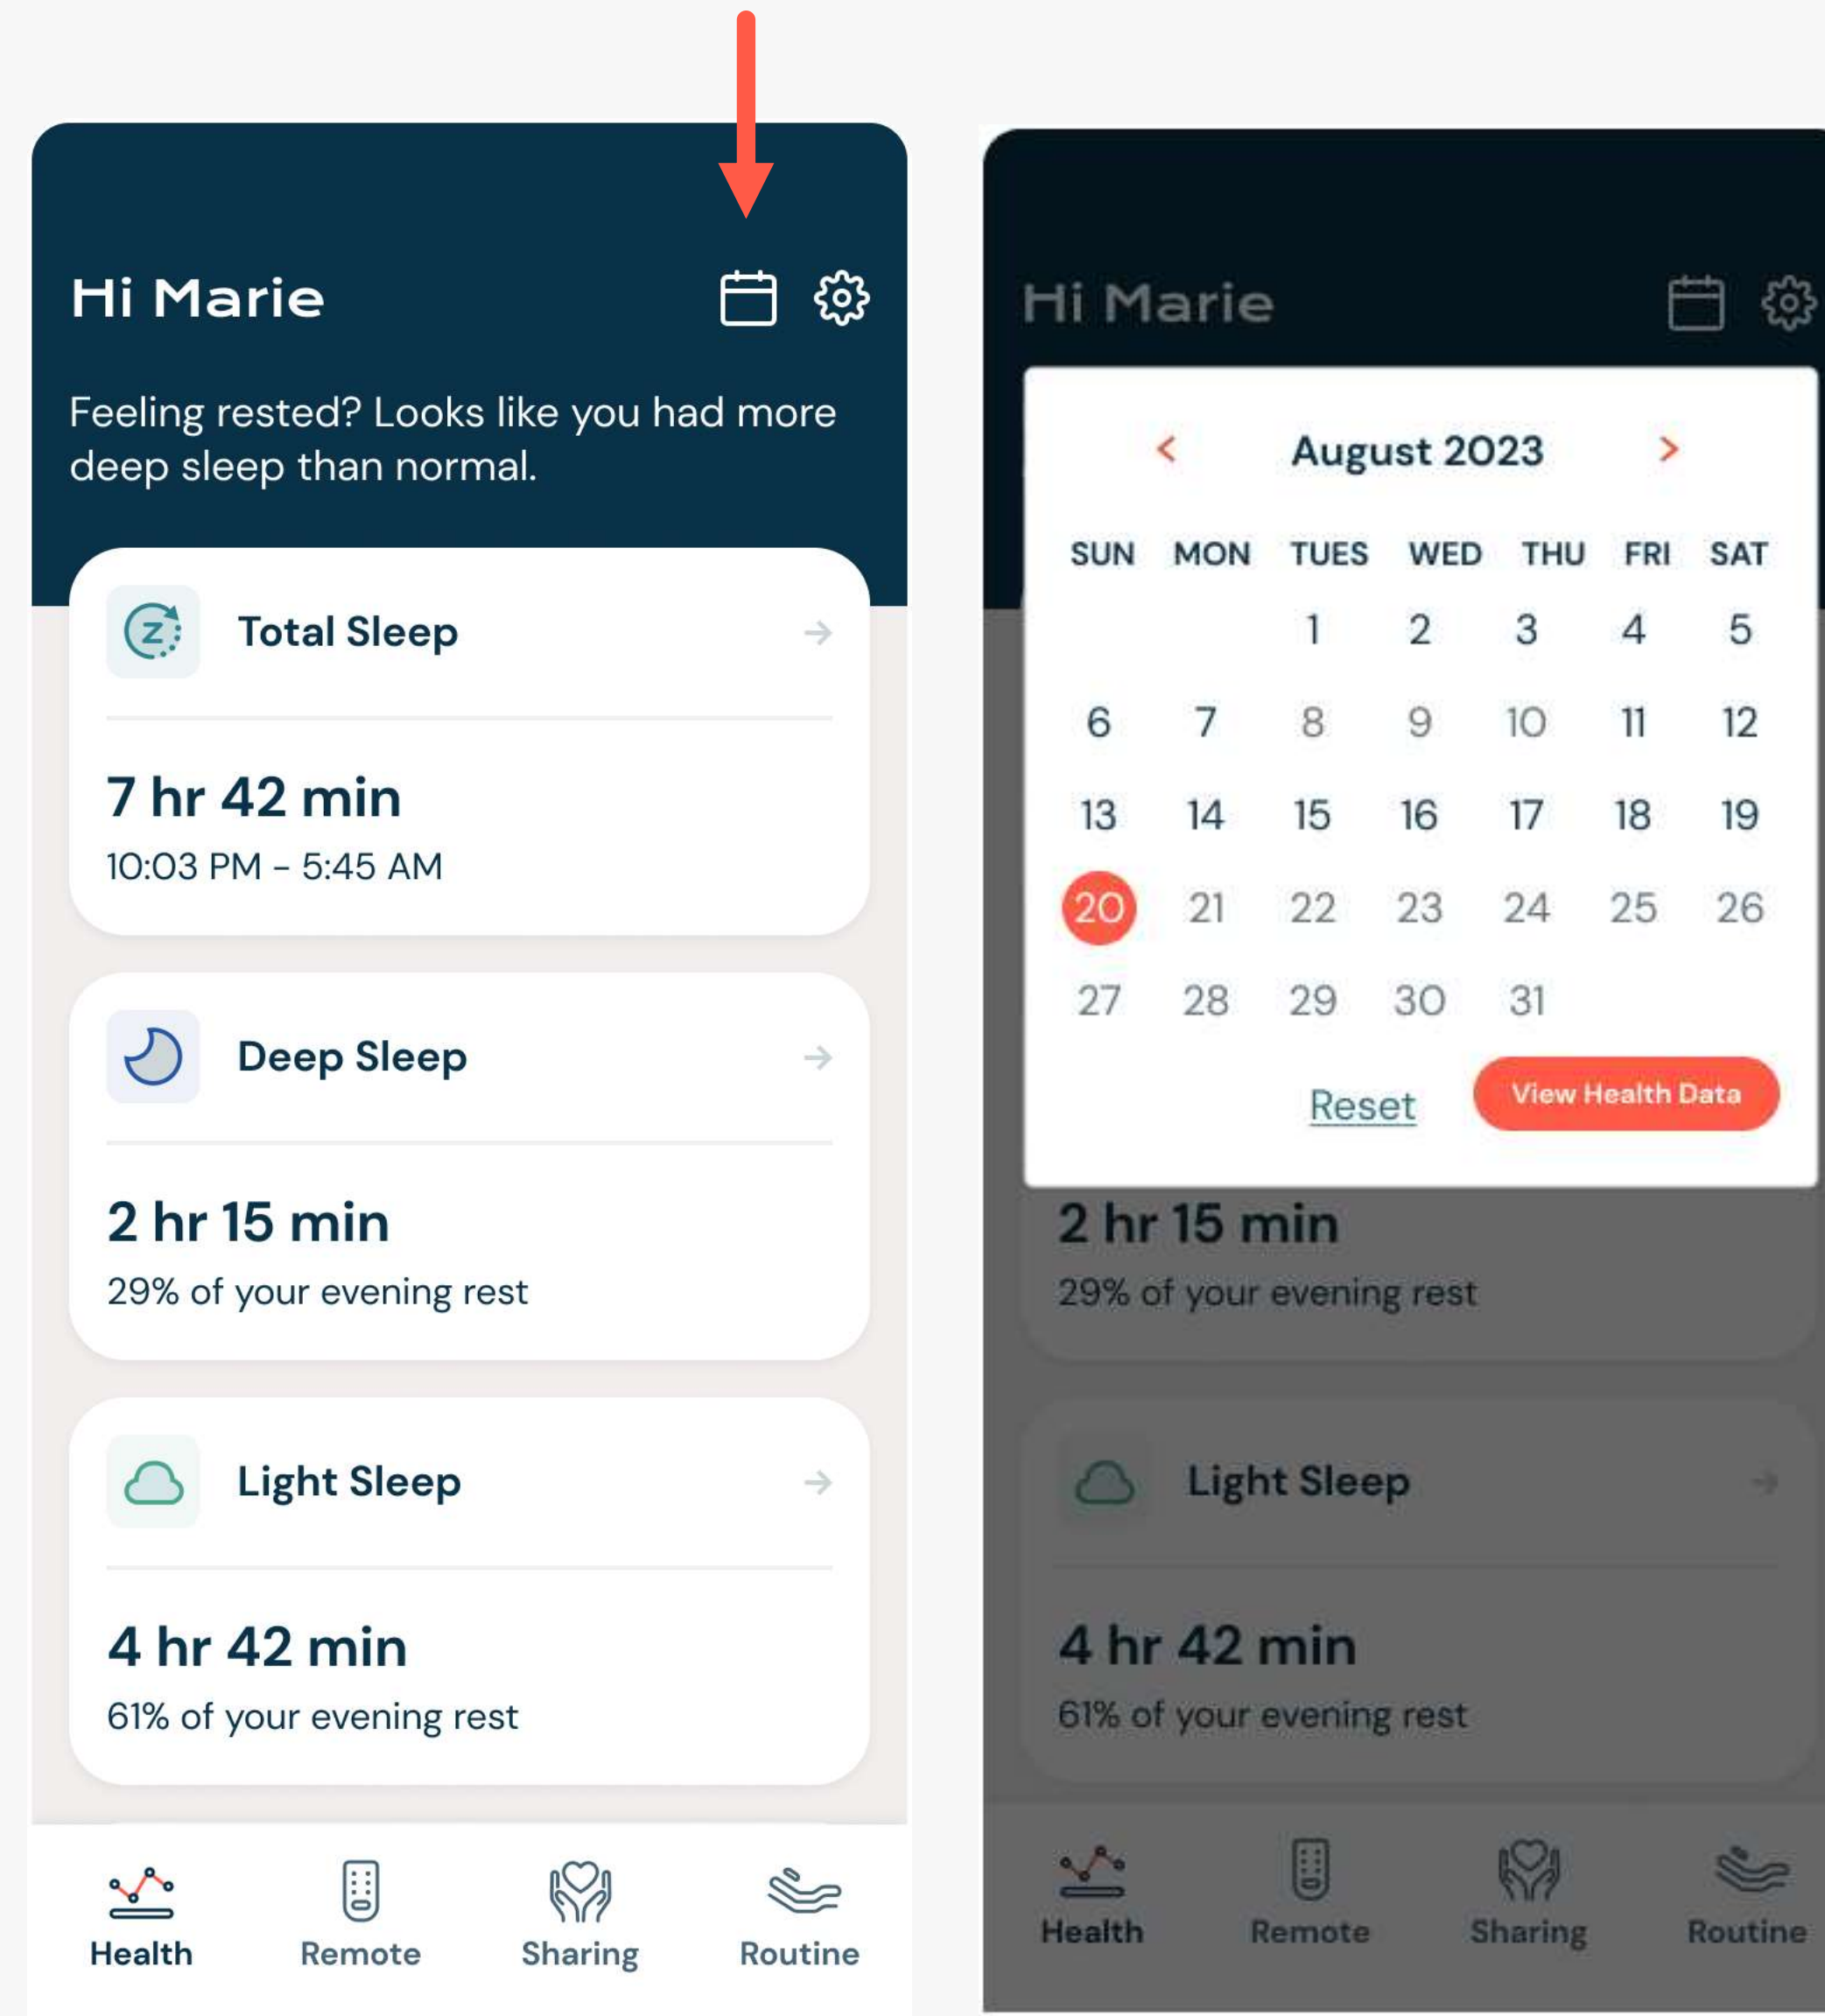 Hi Marie
Feeling rested? Looks like you had more
deep sleep than normal.
Z
Total Sleep
7 hr 42 min
10:03 PM – 5:45 AM
Deep Sleep
2 hr 15 min
29% of your evening rest
Light Sleep
4 hr 42 min
61% of your evening rest
Health Remote Sharing Routine
Hi Marie
< August 2023 >
SUN MON TUES WED THU FRI SAT
1 2 3 4 5
6 7 8 9 10 11 12
13 14 15 16 17 18 19
20 21 22 23 24 25 26
27 28 29 30 31
Reset View Health Data
2 hr 15 min
29% of your evening rest
Light Sleep
4 hr 42 min
61% of your evening rest
Health Remote Sharing Routine